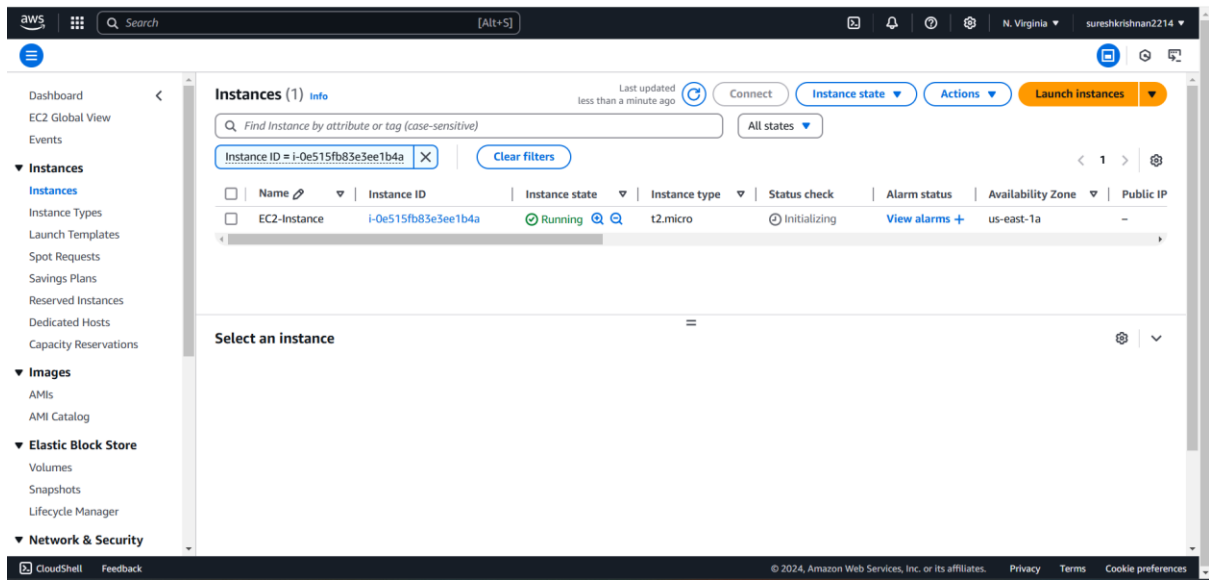 aws Search [Alt+S] N. Virginia ▼ sureshkrishnan2214 ▼
Dashboard
EC2 Global View
Events
▼ Instances
Instances
Instance Types
Launch Templates
Spot Requests
Savings Plans
Reserved Instances
Dedicated Hosts
Capacity Reservations
▼ Images
AMIs
AMI Catalog
▼ Elastic Block Store
Volumes
Snapshots
Lifecycle Manager
▼ Network & Security
Instances (1) Info
Last updated
less than a minute ago
Connect Instance state ▼ Actions ▼ Launch instances ▼
Find Instance by attribute or tag (case-sensitive) All states ▼
Instance ID = i-0e515fb83e3ee1b4a X Clear filters < 1 >
Name Instance ID Instance state Instance type Status check Alarm status Availability Zone Public IP
EC2-Instance i-0e515fb83e3ee1b4a Running t2.micro Initializing View alarms + us-east-1a –
Select an instance
CloudShell Feedback © 2024, Amazon Web Services, Inc. or its affiliates. Privacy Terms Cookie preferences